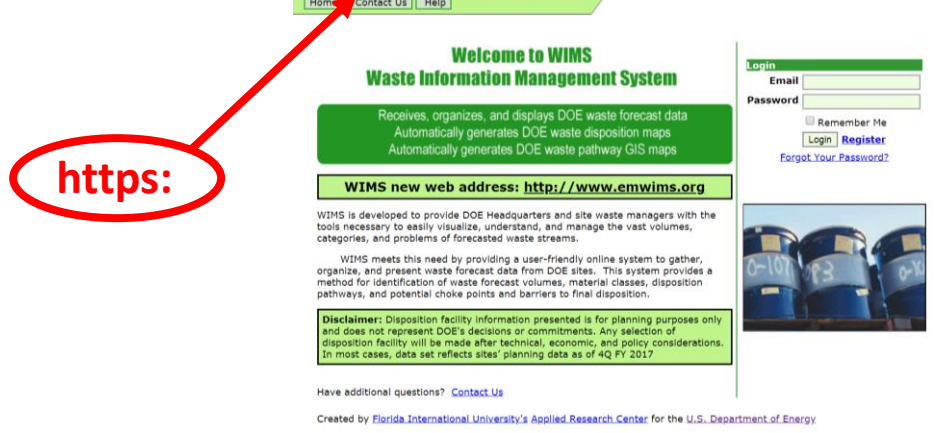 Home Contact Us Help
Welcome to WIMS
Waste Information Management System
Receives, organizes, and displays DOE waste forecast data
Automatically generates DOE waste disposition maps
Automatically generates DOE waste pathway GIS maps
WIMS new web address: http://www.emwims.org
WIMS is developed to provide DOE Headquarters and site waste managers with the
tools necessary to easily visualize, understand, and manage the vast volumes,
categories, and problems of forecasted waste streams.
WIMS meets this need by providing a user-friendly online system to gather,
organize, and present waste forecast data from DOE sites. This system provides a
method for identification of waste forecast volumes, material classes, disposition
pathways, and potential choke points and barriers to final disposition.
Disclaimer: Disposition facility information presented is for planning purposes only
and does not represent DOE's decisions or commitments. Any selection of
disposition facility will be made after technical, economic, and policy considerations.
In most cases, data set reflects sites' planning data as of 4Q FY 2017
Have additional questions? Contact Us
Created by Florida International University's Applied Research Center for the U.S. Department of Energy
Login
Email
Password
Remember Me
Login Register
Forgot Your Password?
https: